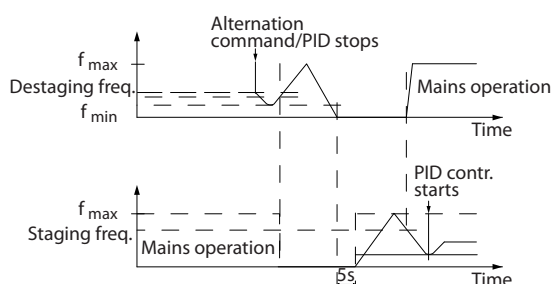 Alternation
command/PID stops
f max
Destaging freq.
f min
Mains operation
Time
PID contr.
starts
f max
Staging freq.
Mains operation
5s
Time